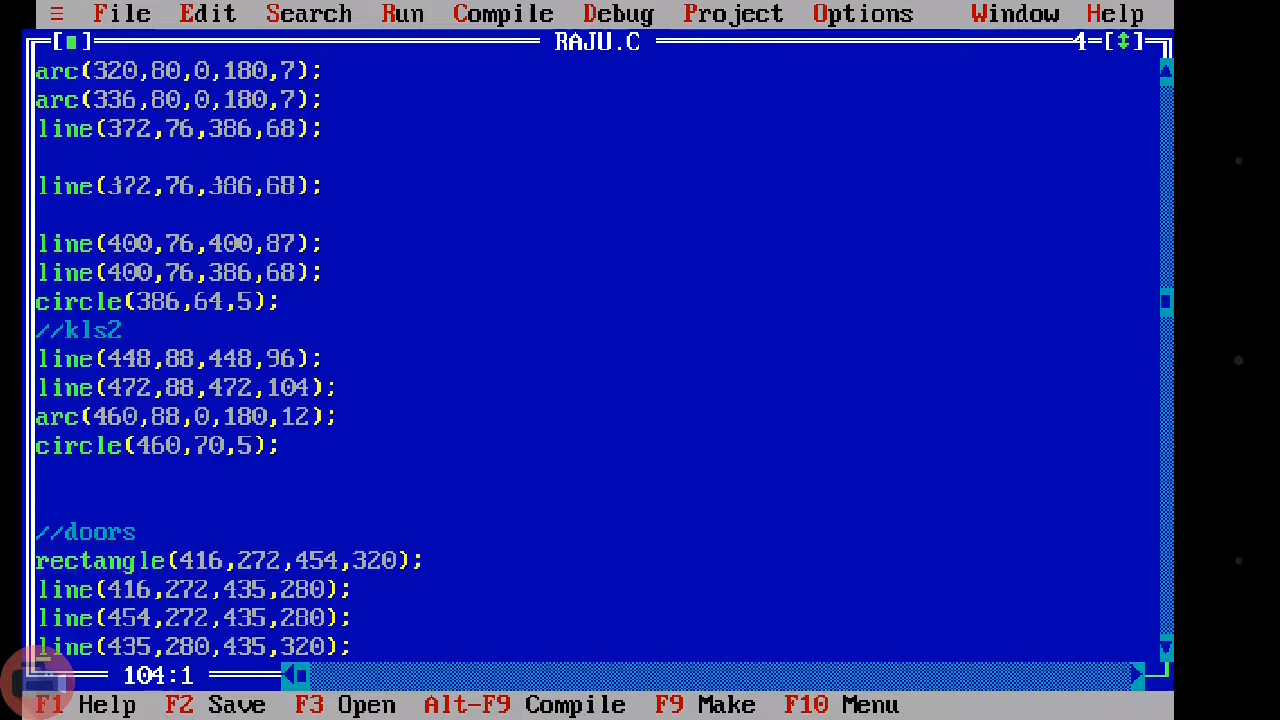 ≡ File Edit Search Run Compile Debug Project Options Window Help
[■] RAJU.C 4=[↕]
arc(320,80,0,180,7);
arc(336,80,0,180,7);
line(372,76,386,68);
line(372,76,386,68);
line(400,76,400,87);
line(400,76,386,68);
circle(386,64,5);
//kls2
line(448,88,448,96);
line(472,88,472,104);
arc(460,88,0,180,12);
circle(460,70,5);
//doors
rectangle(416,272,454,320);
line(416,272,435,280);
line(454,272,435,280);
line(435,280,435,320);
104:1
F1 Help F2 Save F3 Open Alt-F9 Compile F9 Make F10 Menu